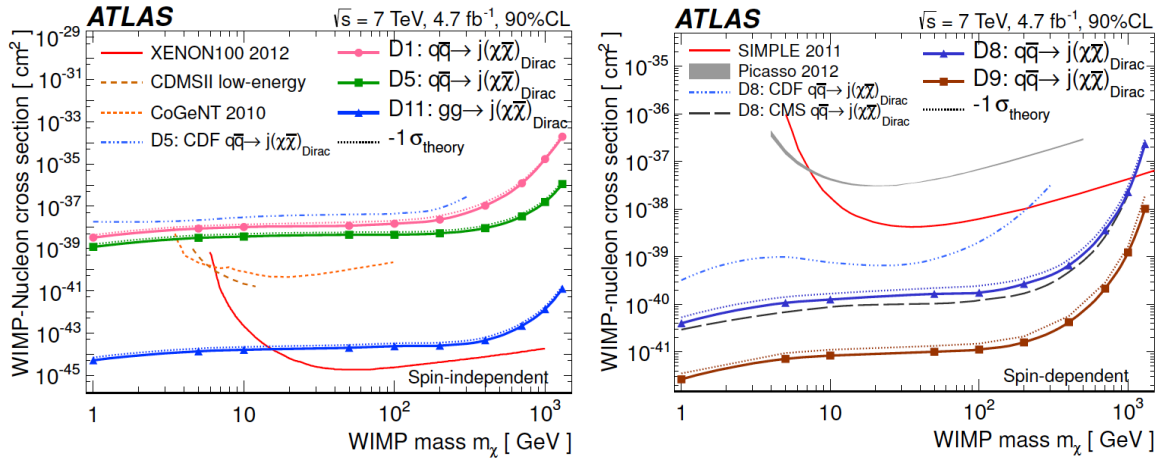 ATLAS √s = 7 TeV, 4.7 fb⁻¹, 90%CL
WIMP-Nucleon cross section [ cm² ]
10⁻²⁹
10⁻³¹
10⁻³³
10⁻³⁵
10⁻³⁷
10⁻³⁹
10⁻⁴¹
10⁻⁴³
10⁻⁴⁵
XENON100 2012
CDMSII low-energy
CoGeNT 2010
D5: CDF qq̅→ j(χχ̅)Dirac
D1: qq̅→ j(χχ̅)Dirac
D5: qq̅→ j(χχ̅)Dirac
D11: gg→ j(χχ̅)Dirac
-1σtheory
Spin-independent
1 10 10² 10³
WIMP mass mχ [ GeV ]
ATLAS √s = 7 TeV, 4.7 fb⁻¹, 90%CL
WIMP-nucleon cross section [ cm² ]
10⁻³⁵
10⁻³⁶
10⁻³⁷
10⁻³⁸
10⁻³⁹
10⁻⁴⁰
10⁻⁴¹
SIMPLE 2011
Picasso 2012
D8: CDF qq̅→ j(χχ̅)Dirac
D8: CMS qq̅→ j(χχ̅)Dirac
D8: qq̅→ j(χχ̅)Dirac
D9: qq̅→ j(χχ̅)Dirac
-1σtheory
Spin-dependent
1 10 10² 10³
WIMP mass mχ [ GeV ]